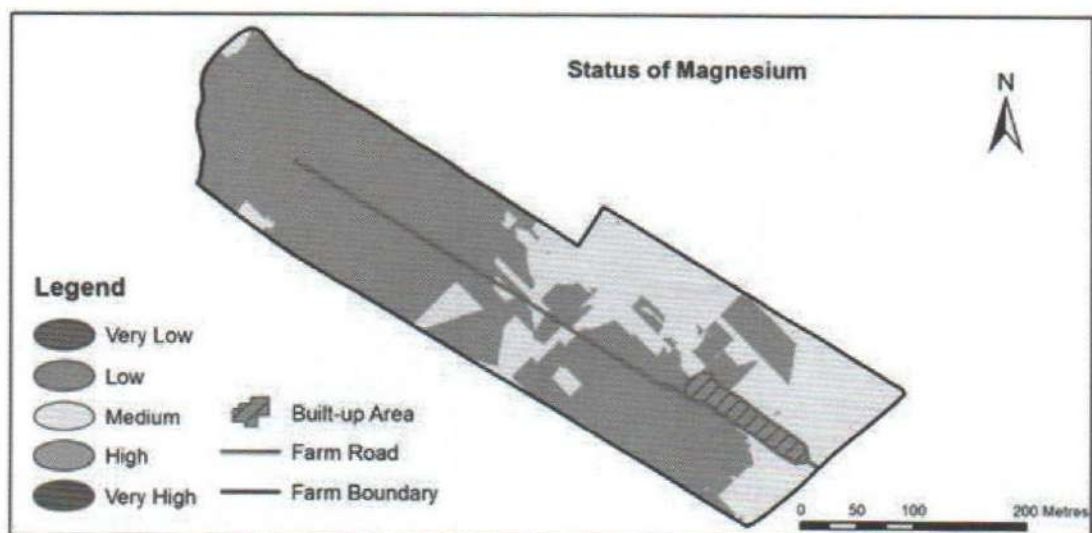 Status of Magnesium
N
Legend
Very Low
Low
Medium
High
Very High
Built-up Area
Farm Road
Farm Boundary
0 50 100 200 Metres